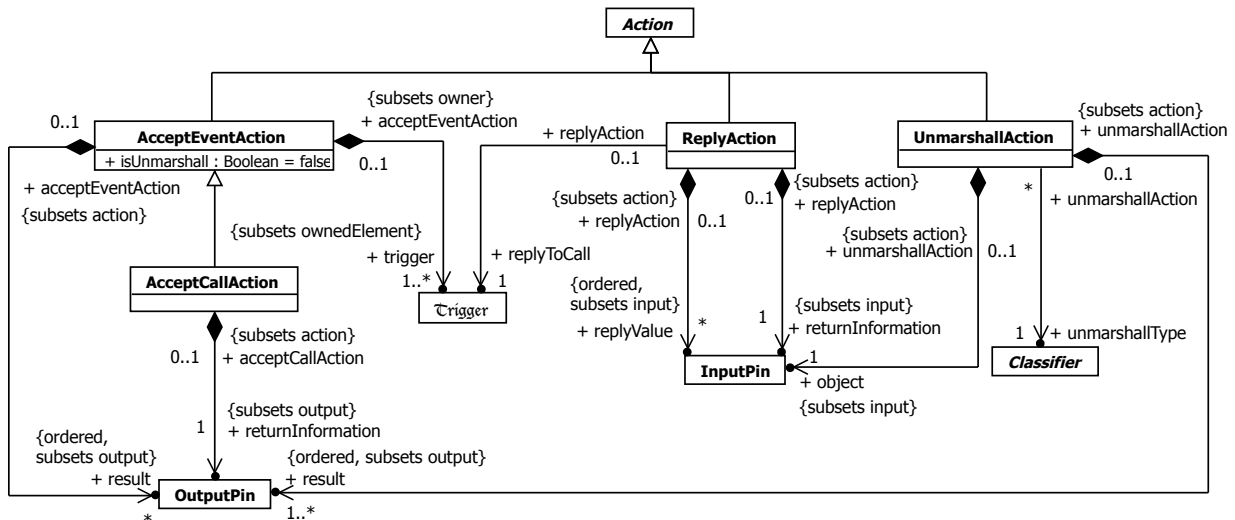 Action
{subsets owner}
+ acceptEventAction
0..1
0..1
AcceptEventAction
+ isUnmarshall : Boolean = false
+ acceptEventAction
{subsets action}
+ replyAction
0..1
ReplyAction
UnmarshallAction
{subsets action}
+ unmarshallAction
0..1
{subsets action}
+ replyAction
0..1
0..1
{subsets action}
+ replyAction
*
+ unmarshallAction
{subsets action}
+ unmarshallAction
0..1
{subsets ownedElement}
+ trigger
1..*
+ replyToCall
1
Trigger
AcceptCallAction
{subsets action}
+ acceptCallAction
0..1
{ordered,
subsets input}
+ replyValue
*
{subsets input}
+ returnInformation
1
InputPin
1
+ object
{subsets input}
1
+ unmarshallType
Classifier
{subsets output}
+ returnInformation
1
{ordered,
subsets output}
+ result
*
OutputPin
{ordered, subsets output}
+ result
1..*